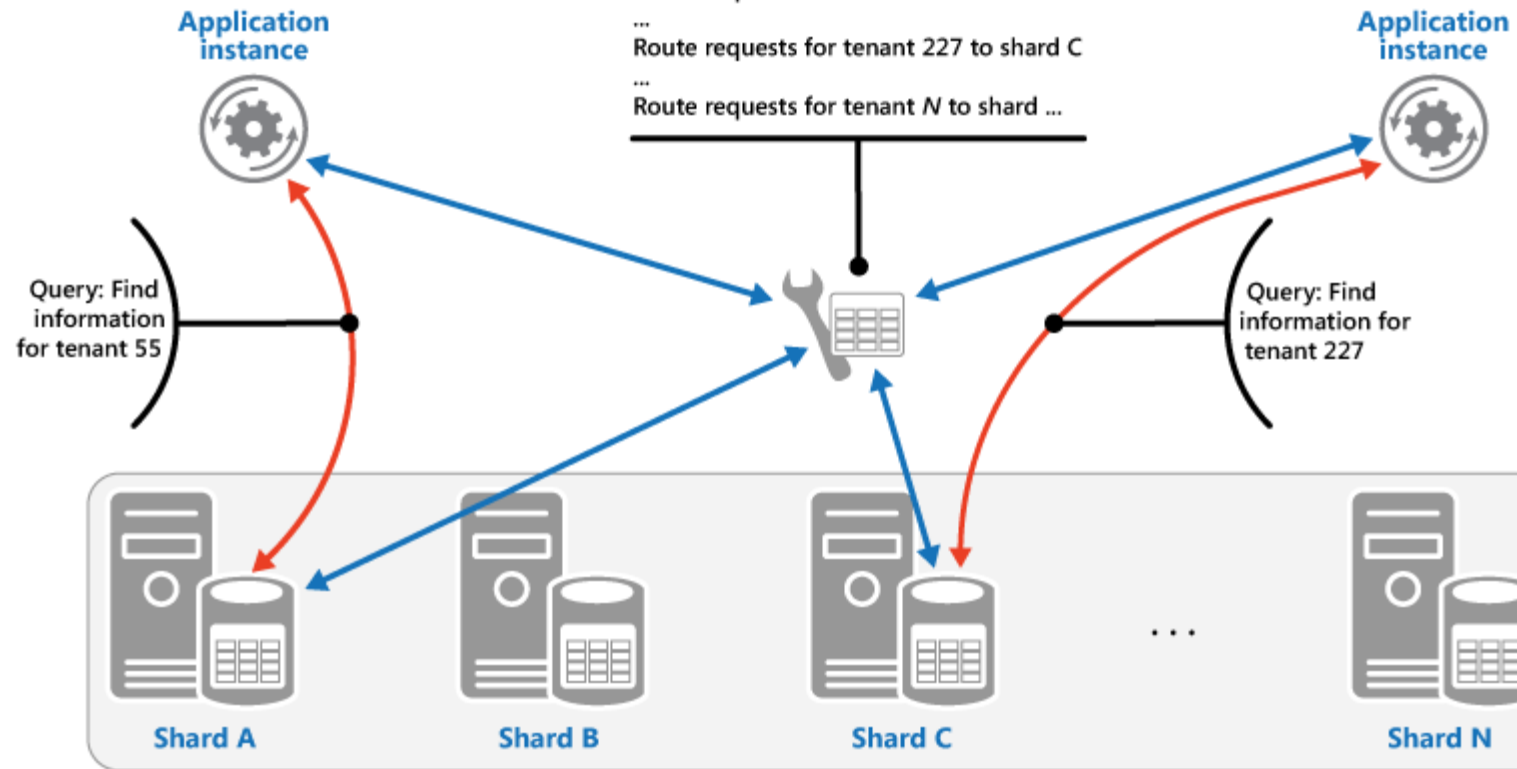 Application
instance
...
Route requests for tenant 227 to shard C
...
Route requests for tenant N to shard ...
Application
instance
Query: Find
information
for tenant 55
Query: Find
information for
tenant 227
...
Shard A
Shard B
Shard C
Shard N